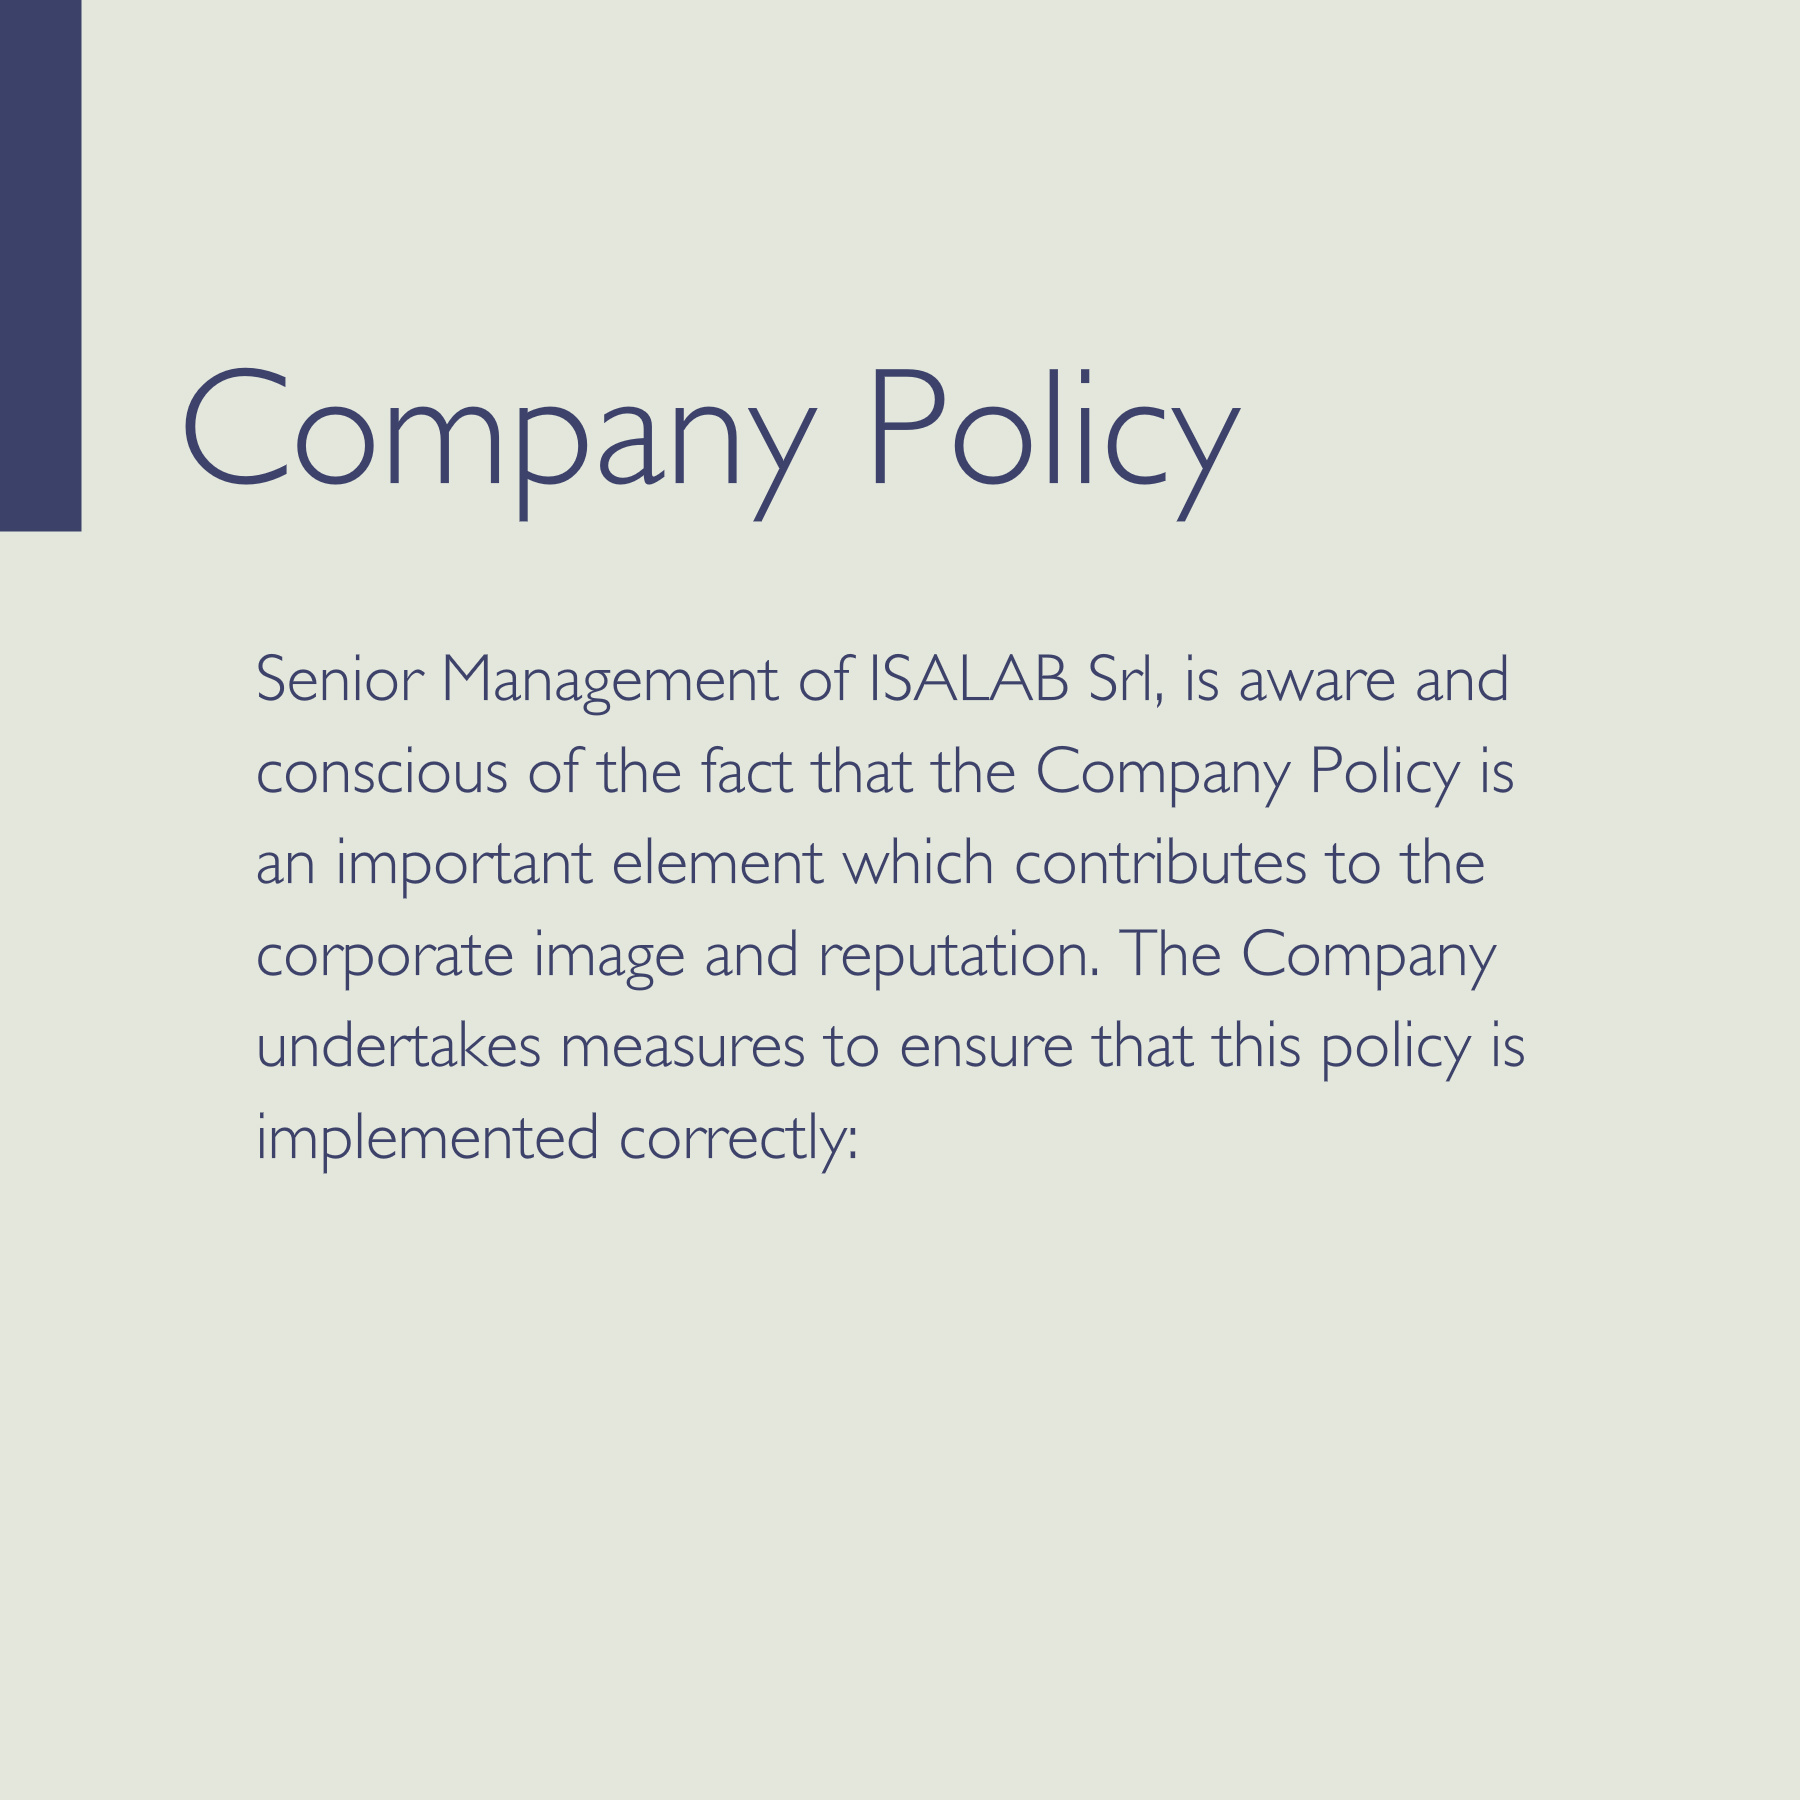 Company Policy
Senior Management of ISALAB Srl, is aware and
conscious of the fact that the Company Policy is
an important element which contributes to the
corporate image and reputation. The Company
undertakes measures to ensure that this policy is
implemented correctly: